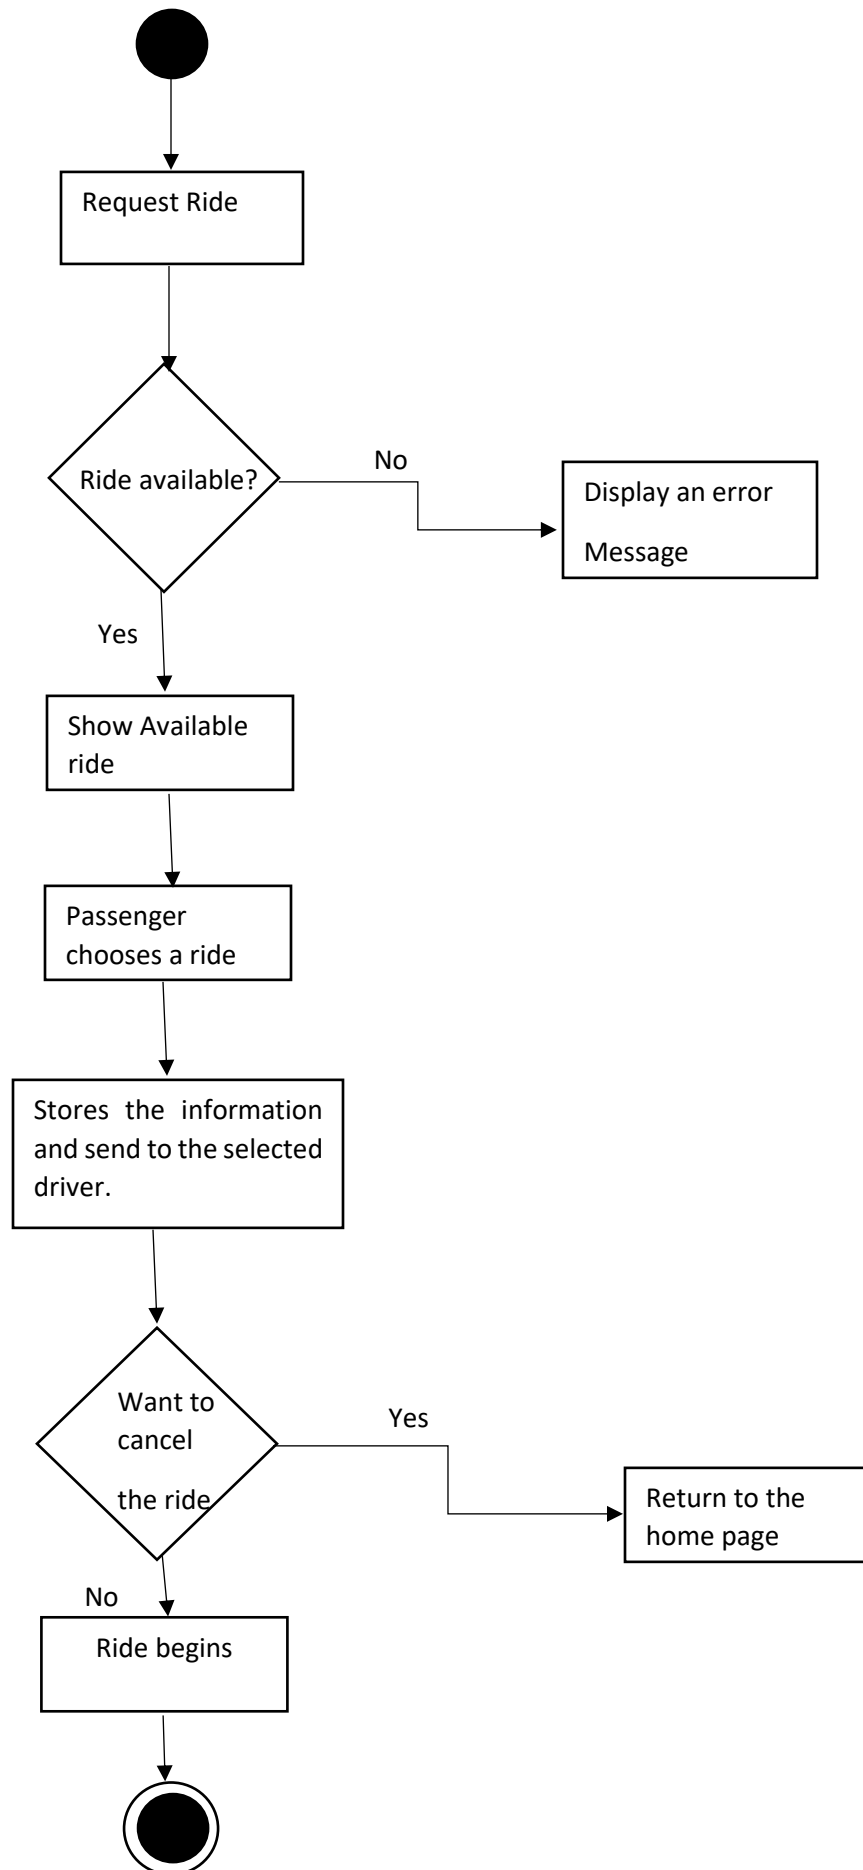 Request Ride
Ride available?
No
Display an error
Message
Yes
Show Available
ride
Passenger
chooses a ride
Stores the information
and send to the selected
driver.
Want to
cancel
the ride
Yes
Return to the
home page
No
Ride begins